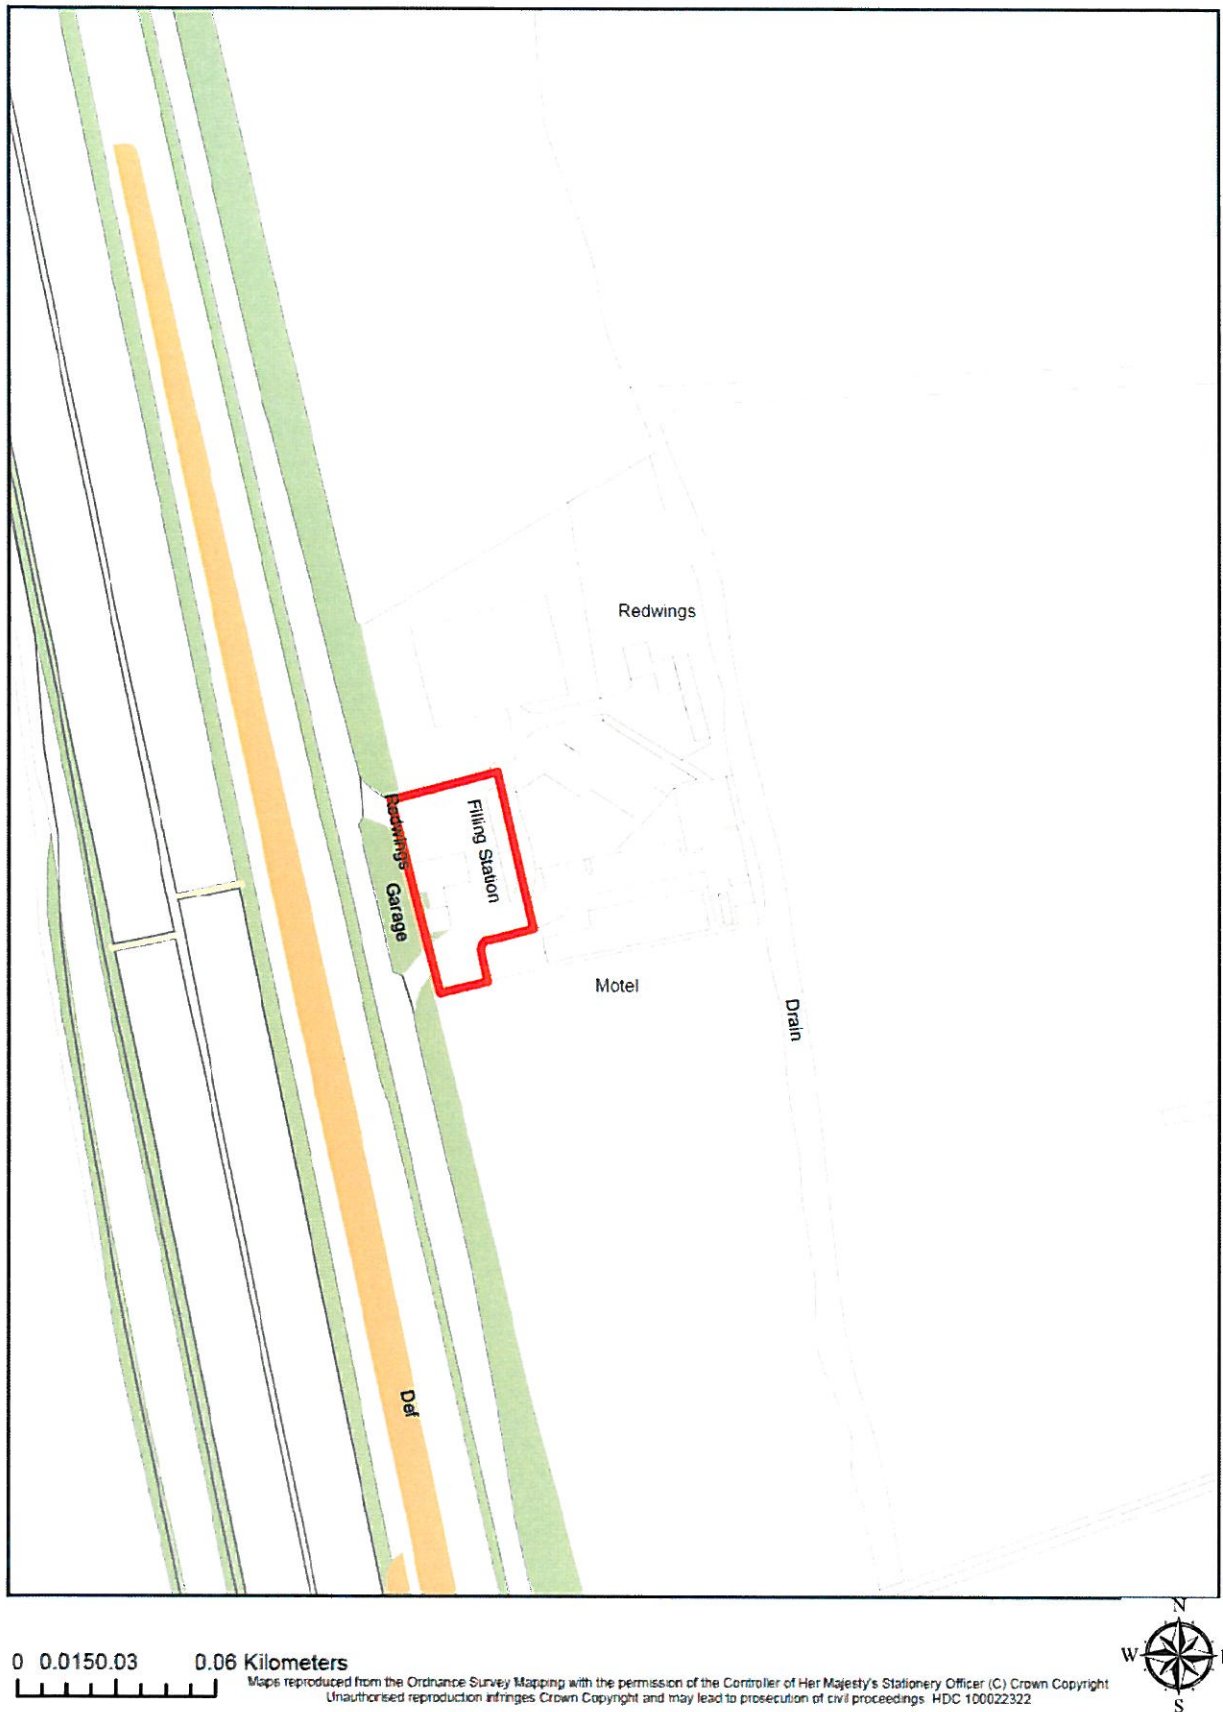 Redwings
Filling Station
Redwings Garage
Motel
Drain
Def
N
W
S
0 0.0150.03 0.06 Kilometers
Maps reproduced from the Ordnance Survey Mapping with the permission of the Controller of Her Majesty's Stationery Officer (C) Crown Copyright
Unauthorised reproduction infringes Crown Copyright and may lead to prosecution of civil proceedings HDC 100022322